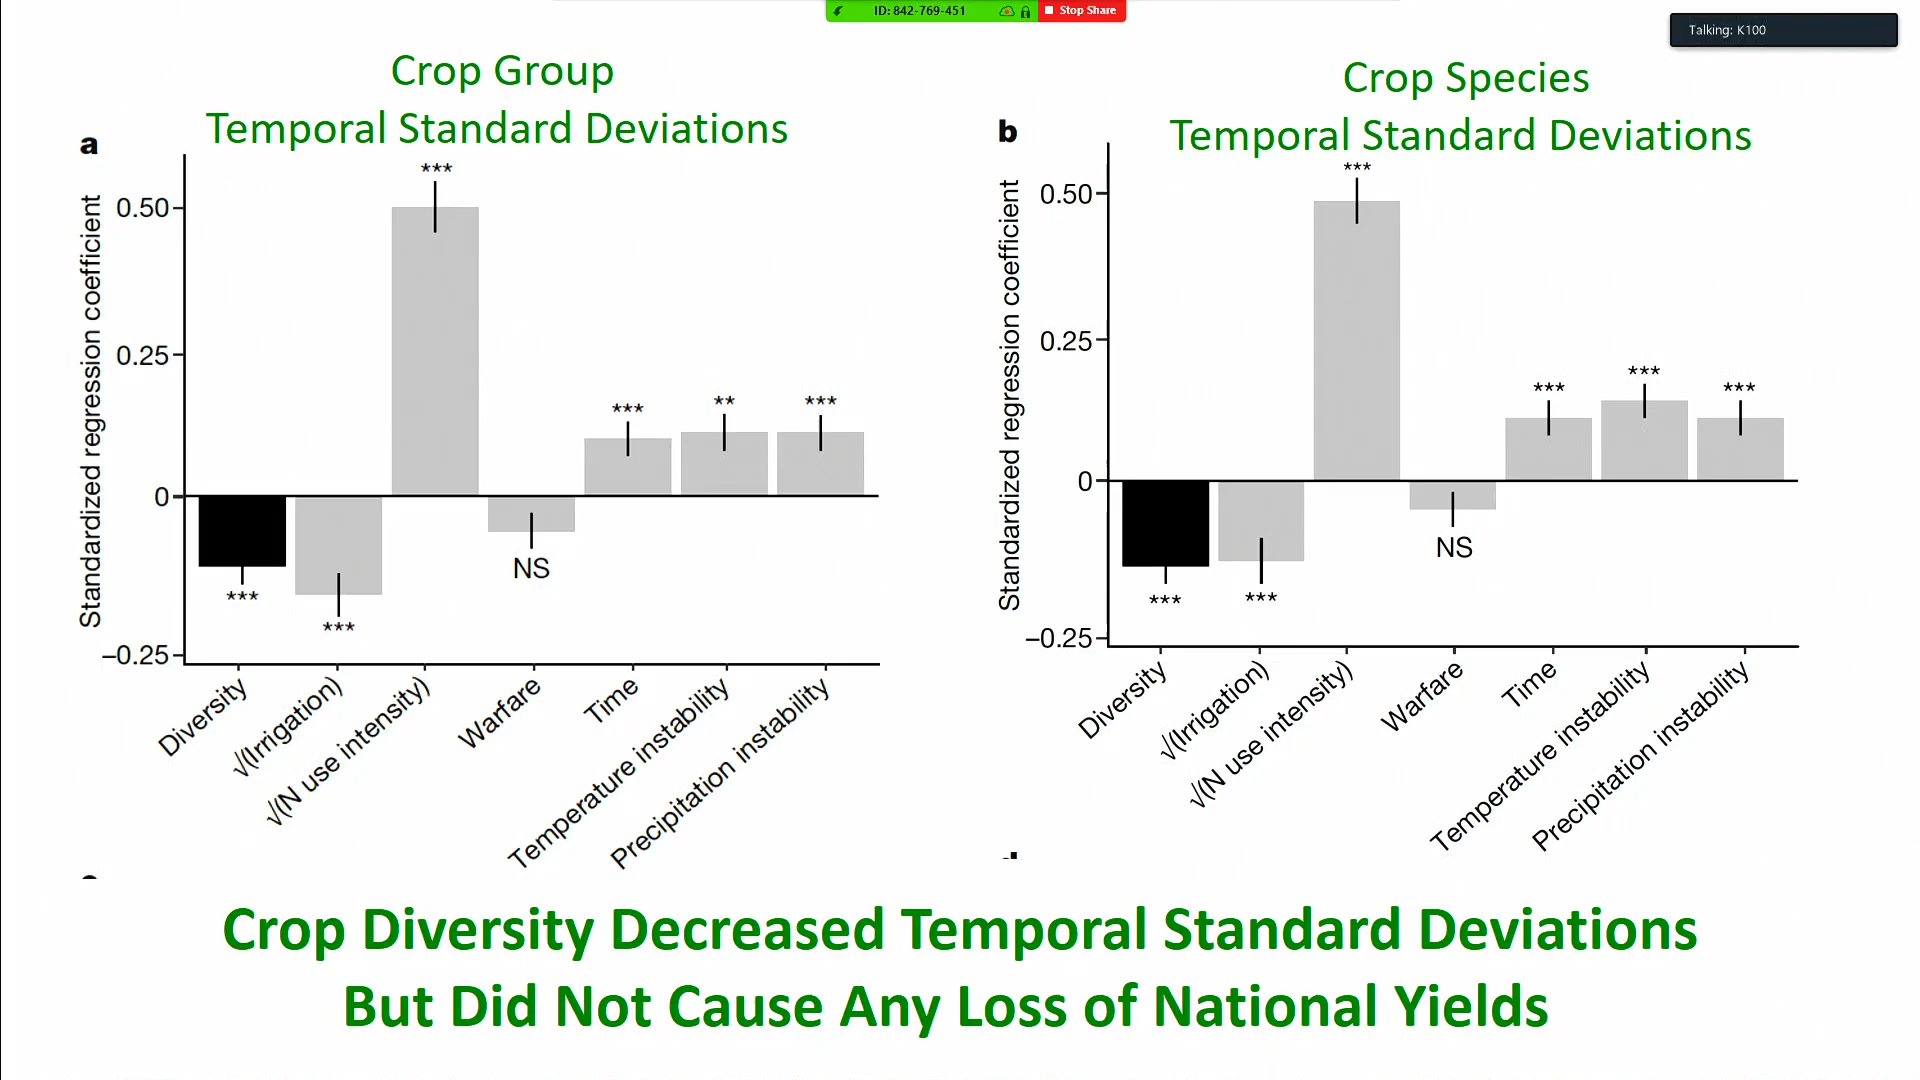 ID: 842-769-451
Stop Share
Talking: K100
Crop Group
Temporal Standard Deviations
a
Standardized regression coefficient
0.50
0.25
0
–0.25
***
***
***
NS
***
**
***
Diversity
√(Irrigation)
√(N use intensity)
Warfare
Time
Temperature instability
Precipitation instability
Crop Species
Temporal Standard Deviations
b
Standardized regression coefficient
0.50
0.25
0
–0.25
***
***
***
NS
***
***
***
Diversity
√(Irrigation)
√(N use intensity)
Warfare
Time
Temperature instability
Precipitation instability
Crop Diversity Decreased Temporal Standard Deviations
But Did Not Cause Any Loss of National Yields